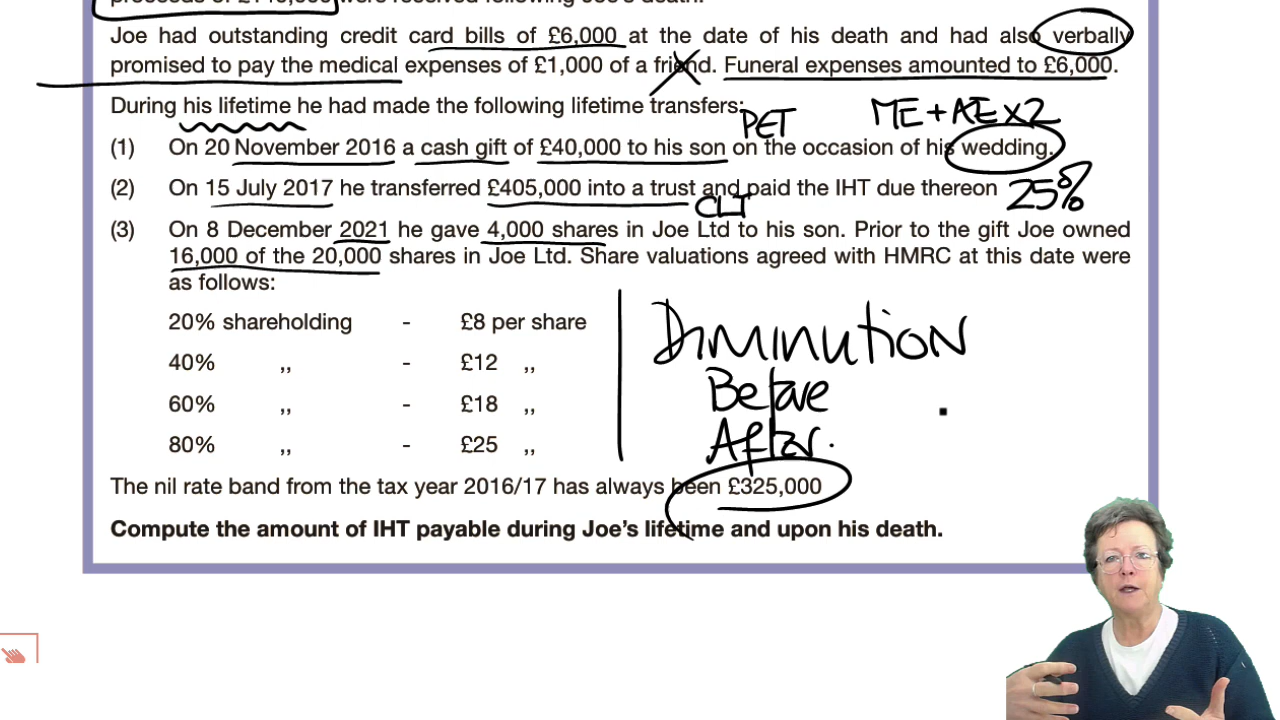 proceeds of £110,000 were received following Joe's death.
Joe had outstanding credit card bills of £6,000 at the date of his death and had also verbally
promised to pay the medical expenses of £1,000 of a friend. Funeral expenses amounted to £6,000.
During his lifetime he had made the following lifetime transfers:
PET ME + AE x 2
(1) On 20 November 2016 a cash gift of £40,000 to his son on the occasion of his wedding.
(2) On 15 July 2017 he transferred £405,000 into a trust and paid the IHT due thereon 25%
CLT
(3) On 8 December 2021 he gave 4,000 shares in Joe Ltd to his son. Prior to the gift Joe owned
16,000 of the 20,000 shares in Joe Ltd. Share valuations agreed with HMRC at this date were
as follows:
20% shareholding - £8 per share
40% ,, - £12 ,,
60% ,, - £18 ,,
80% ,, - £25 ,,
Diminution
Before
After.
The nil rate band from the tax year 2016/17 has always been £325,000
Compute the amount of IHT payable during Joe's lifetime and upon his death.